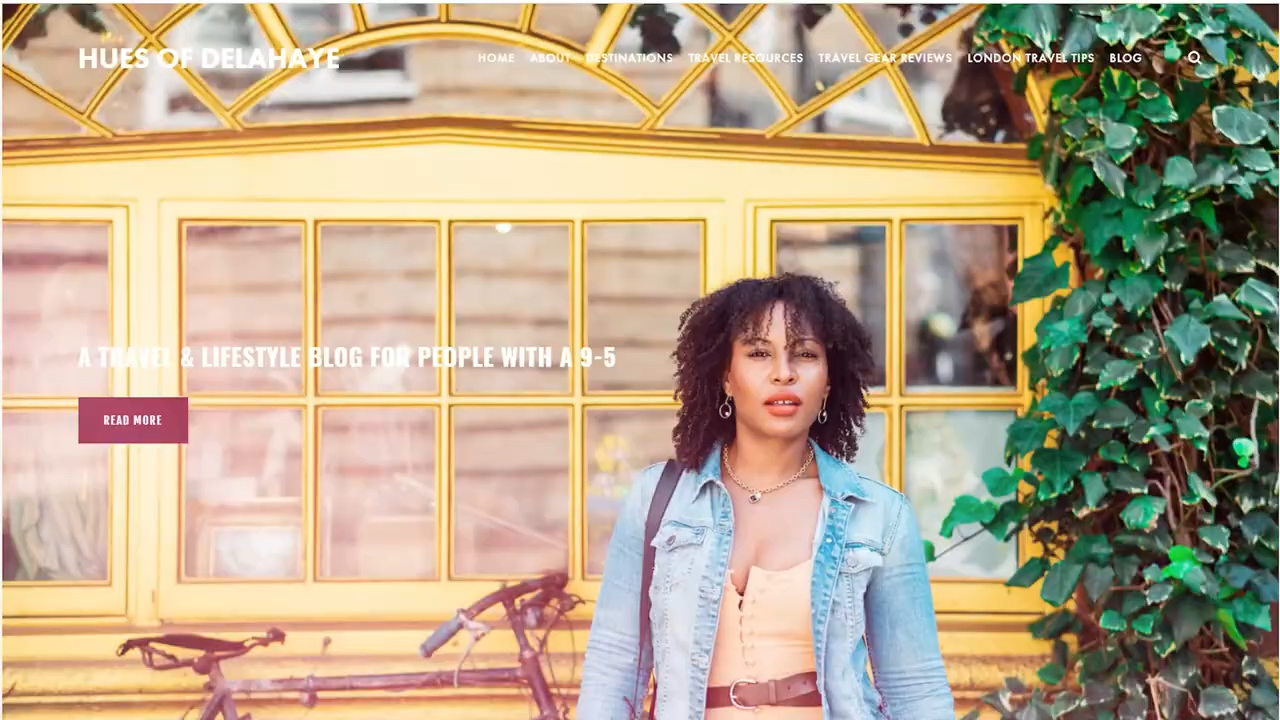 HUES OF DELAHAYE
HOME ABOUT DESTINATIONS TRAVEL RESOURCES TRAVEL GEAR REVIEWS LONDON TRAVEL TIPS BLOG
A TRAVEL & LIFESTYLE BLOG FOR PEOPLE WITH A 9-5
READ MORE